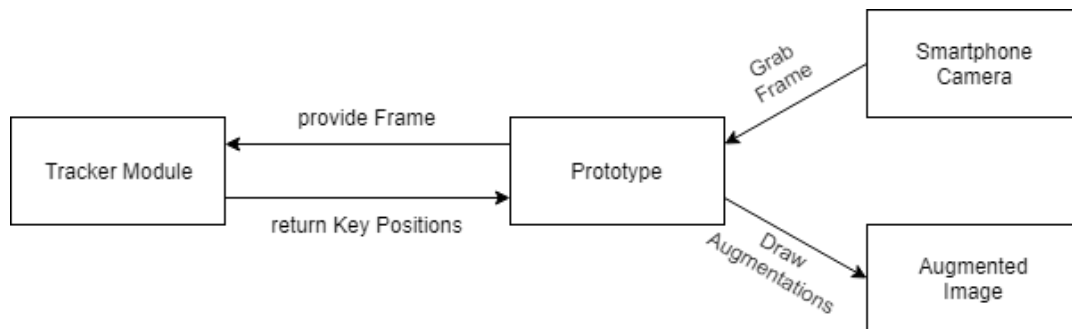 Smartphone
Camera
Grab
Frame
provide Frame
Tracker Module
Prototype
return Key Positions
Draw
Augmentations
Augmented
Image